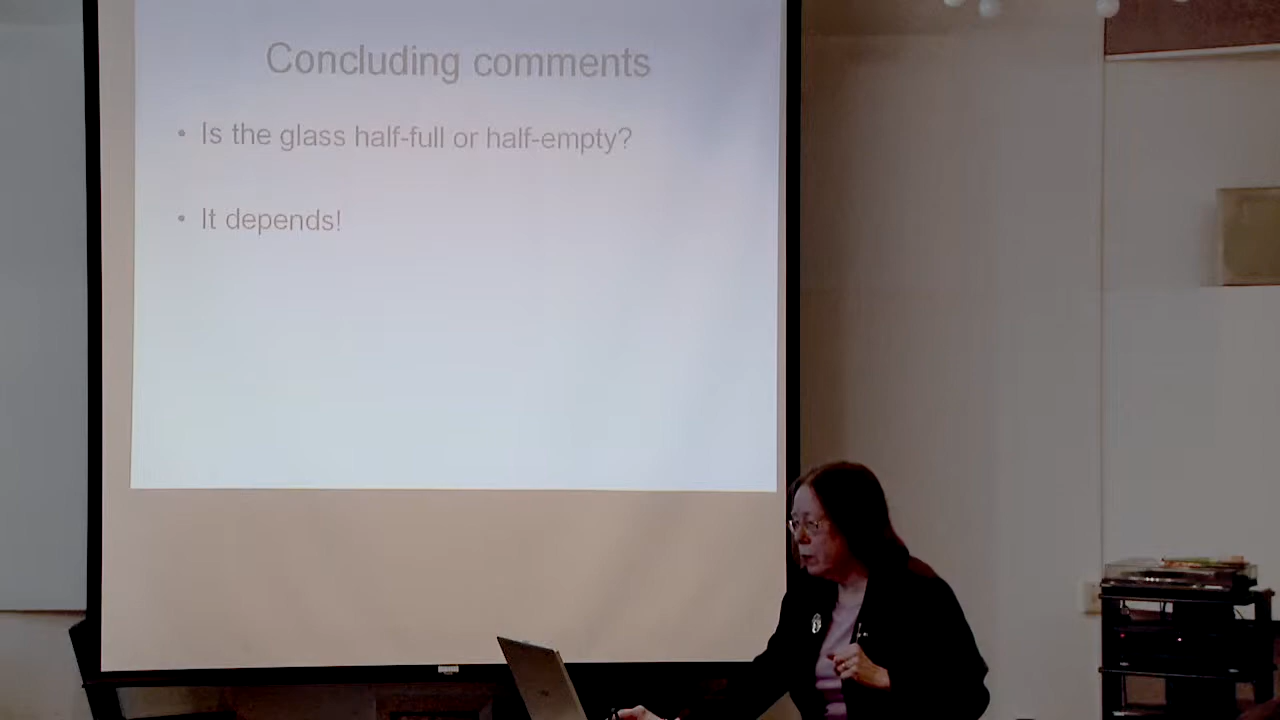 Concluding comments
• Is the glass half-full or half-empty?
• It depends!